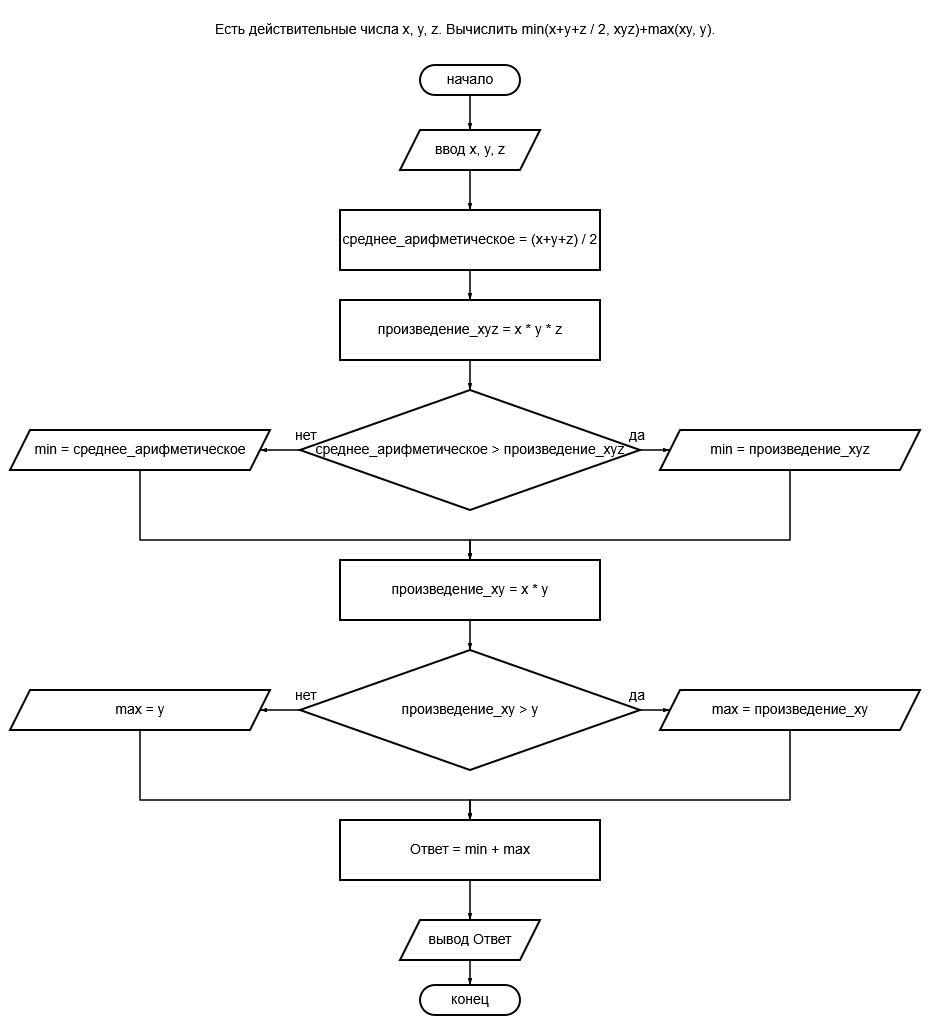 Есть действительные числа x, y, z. Вычислить min(x+y+z / 2, xyz)+max(xy, y).
начало
ввод x, y, z
среднее_арифметическое = (x+y+z) / 2
произведение_xyz = x * y * z
нет
да
min = среднее_арифметическое
среднее_арифметическое > произведение_xyz
min = произведение_xyz
произведение_xy = x * y
нет
да
max = y
произведение_xy > y
max = произведение_xy
Ответ = min + max
вывод Ответ
конец